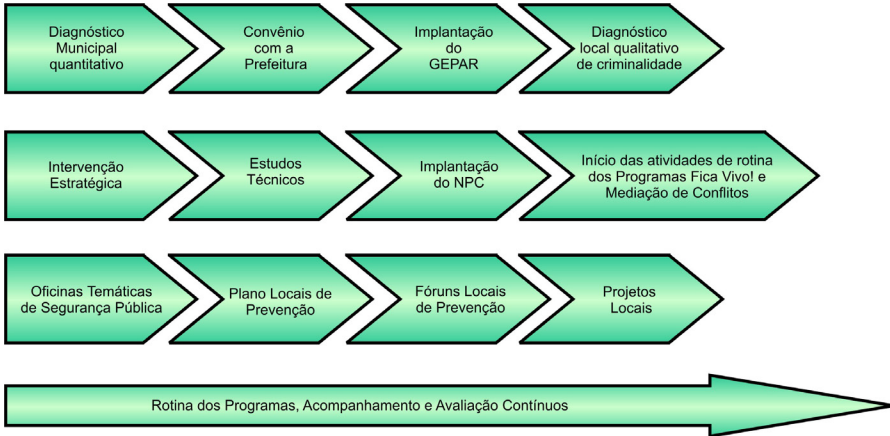 Diagnóstico
Municipal
quantitativo
Convênio
com a
Prefeitura
Implantação
do
GEPAR
Diagnóstico
local qualitativo
de criminalidade
Intervenção
Estratégica
Estudos
Técnicos
Implantação
do NPC
Início das atividades de rotina
dos Programas Fica Vivo! e
Mediação de Conflitos
Oficinas Temáticas
de Segurança Pública
Plano Locais de
Prevenção
Fóruns Locais
de Prevenção
Projetos
Locais
Rotina dos Programas, Acompanhamento e Avaliação Contínuos